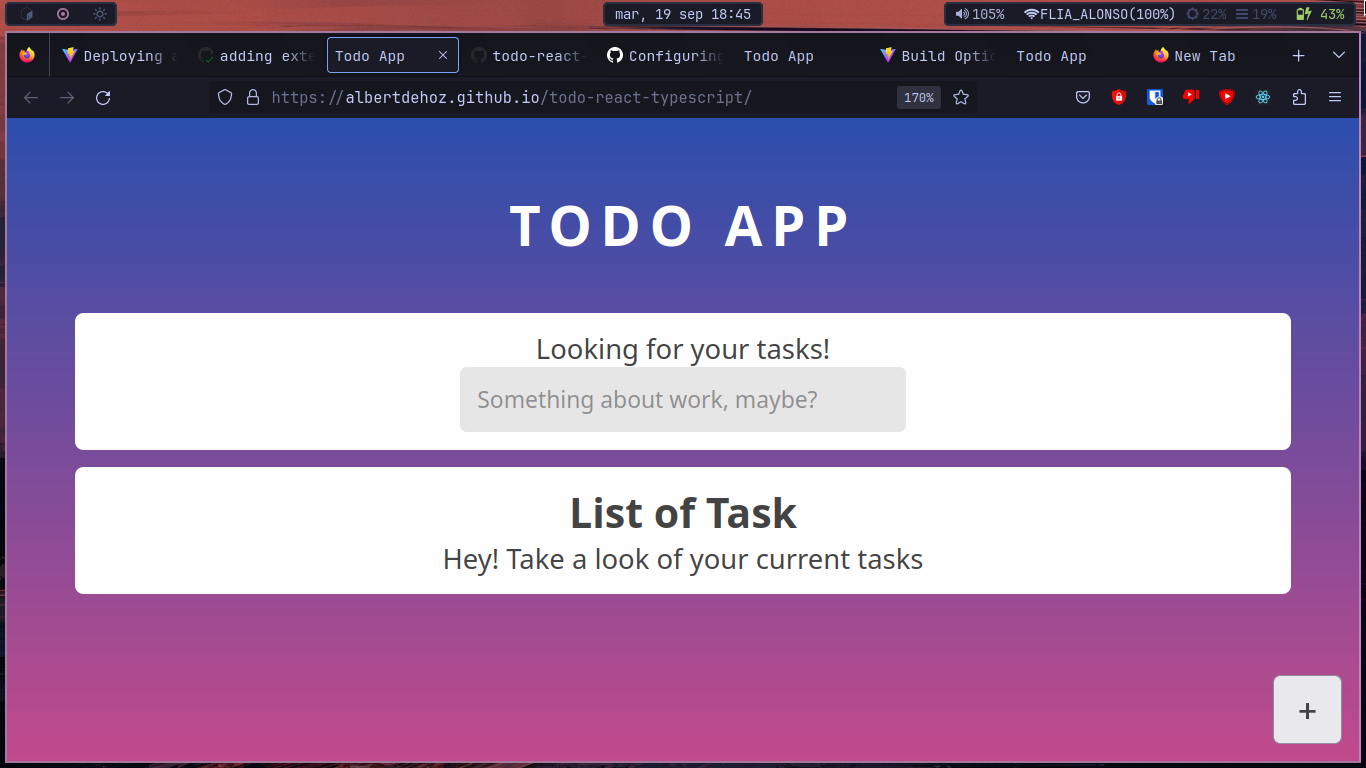 mar, 19 sep 18:45
105% FLIA_ALONSO(100%) 22% 19% 43%
Deploying
adding exte
Todo App
todo-react-
Configuring
Todo App
Build Optio
Todo App
New Tab
https://albertdehoz.github.io/todo-react-typescript/
170%
TODO APP
Looking for your tasks!
Something about work, maybe?
List of Task
Hey! Take a look of your current tasks
+